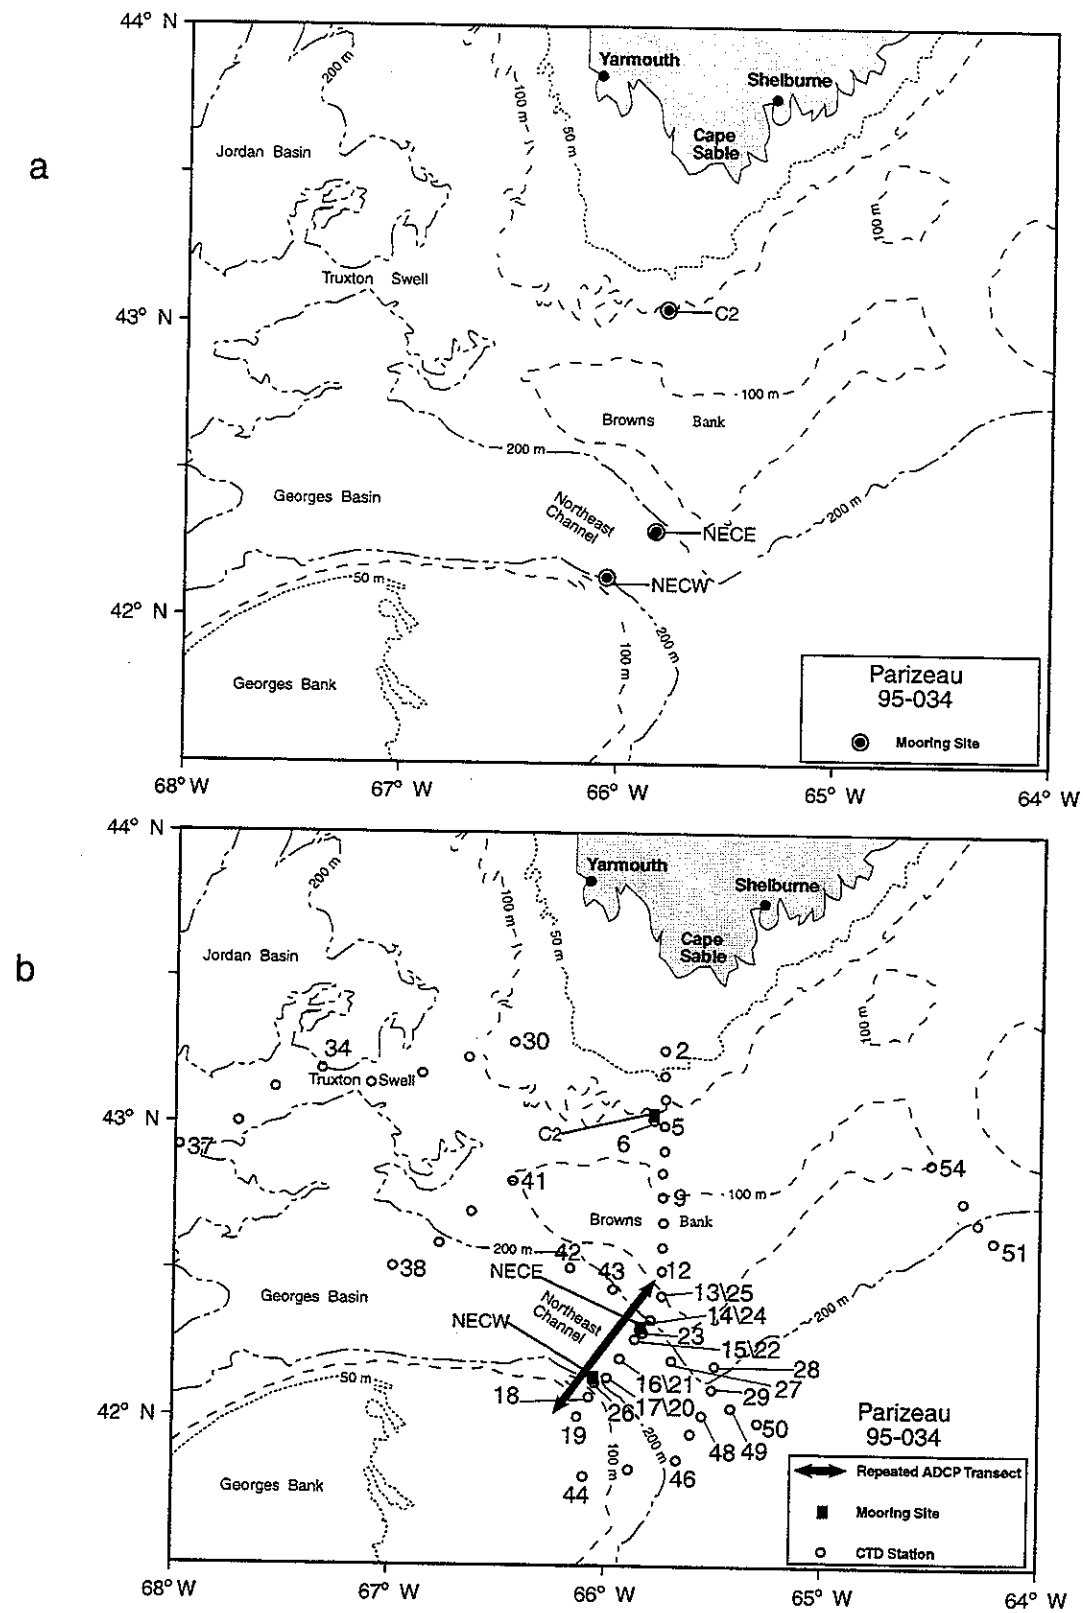 a
44° N
Yarmouth
Shelburne
200 m
100 m
50 m
Cape
Sable
Jordan Basin
100 m
Truxton Swell
43° N
C2
100 m
Browns Bank
200 m
Georges Basin
Northeast
Channel
200 m
NECE
50 m
NECW
42° N
200 m
100 m
Georges Bank
Parizeau
95-034
Mooring Site
68° W
67° W
66° W
65° W
64° W
b
44° N
Yarmouth
Shelburne
200 m
100 m
50 m
Cape
Sable
Jordan Basin
100 m
34
30
2
Truxton Swell
43° N
C2
5
6
37
54
41
9
100 m
Browns Bank
51
200 m
42
12
38
NECE
43
13\25
Georges Basin
14\24
NECW
Northeast
Channel
23
200 m
15\22
28
50 m
16\21
27
18
17\20
29
26
42° N
19
50
Parizeau
95-034
200 m
48
49
100 m
46
44
Georges Bank
Repeated ADCP Transect
Mooring Site
CTD Station
68° W
67° W
66° W
65° W
64° W